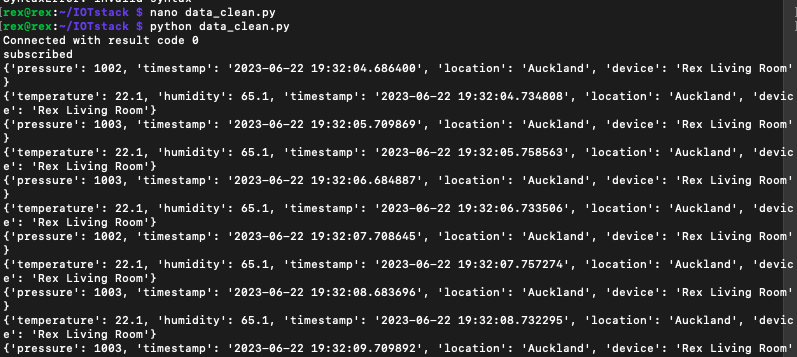 SyntaxError: invalid syntax
[rex@rex:~/IOTstack $ nano data_clean.py ]
[rex@rex:~/IOTstack $ python data_clean.py ]
Connected with result code 0
subscribed
{'pressure': 1002, 'timestamp': '2023-06-22 19:32:04.686400', 'location': 'Auckland', 'device': 'Rex Living Room'
}
{'temperature': 22.1, 'humidity': 65.1, 'timestamp': '2023-06-22 19:32:04.734808', 'location': 'Auckland', 'devic
e': 'Rex Living Room'}
{'pressure': 1003, 'timestamp': '2023-06-22 19:32:05.709869', 'location': 'Auckland', 'device': 'Rex Living Room'
}
{'temperature': 22.1, 'humidity': 65.1, 'timestamp': '2023-06-22 19:32:05.758563', 'location': 'Auckland', 'devic
e': 'Rex Living Room'}
{'pressure': 1003, 'timestamp': '2023-06-22 19:32:06.684887', 'location': 'Auckland', 'device': 'Rex Living Room'
}
{'temperature': 22.1, 'humidity': 65.1, 'timestamp': '2023-06-22 19:32:06.733506', 'location': 'Auckland', 'devic
e': 'Rex Living Room'}
{'pressure': 1002, 'timestamp': '2023-06-22 19:32:07.708645', 'location': 'Auckland', 'device': 'Rex Living Room'
}
{'temperature': 22.1, 'humidity': 65.1, 'timestamp': '2023-06-22 19:32:07.757274', 'location': 'Auckland', 'devic
e': 'Rex Living Room'}
{'pressure': 1003, 'timestamp': '2023-06-22 19:32:08.683696', 'location': 'Auckland', 'device': 'Rex Living Room'
}
{'temperature': 22.1, 'humidity': 65.1, 'timestamp': '2023-06-22 19:32:08.732295', 'location': 'Auckland', 'devic
e': 'Rex Living Room'}
{'pressure': 1003, 'timestamp': '2023-06-22 19:32:09.709892', 'location': 'Auckland', 'device': 'Rex Living Room'